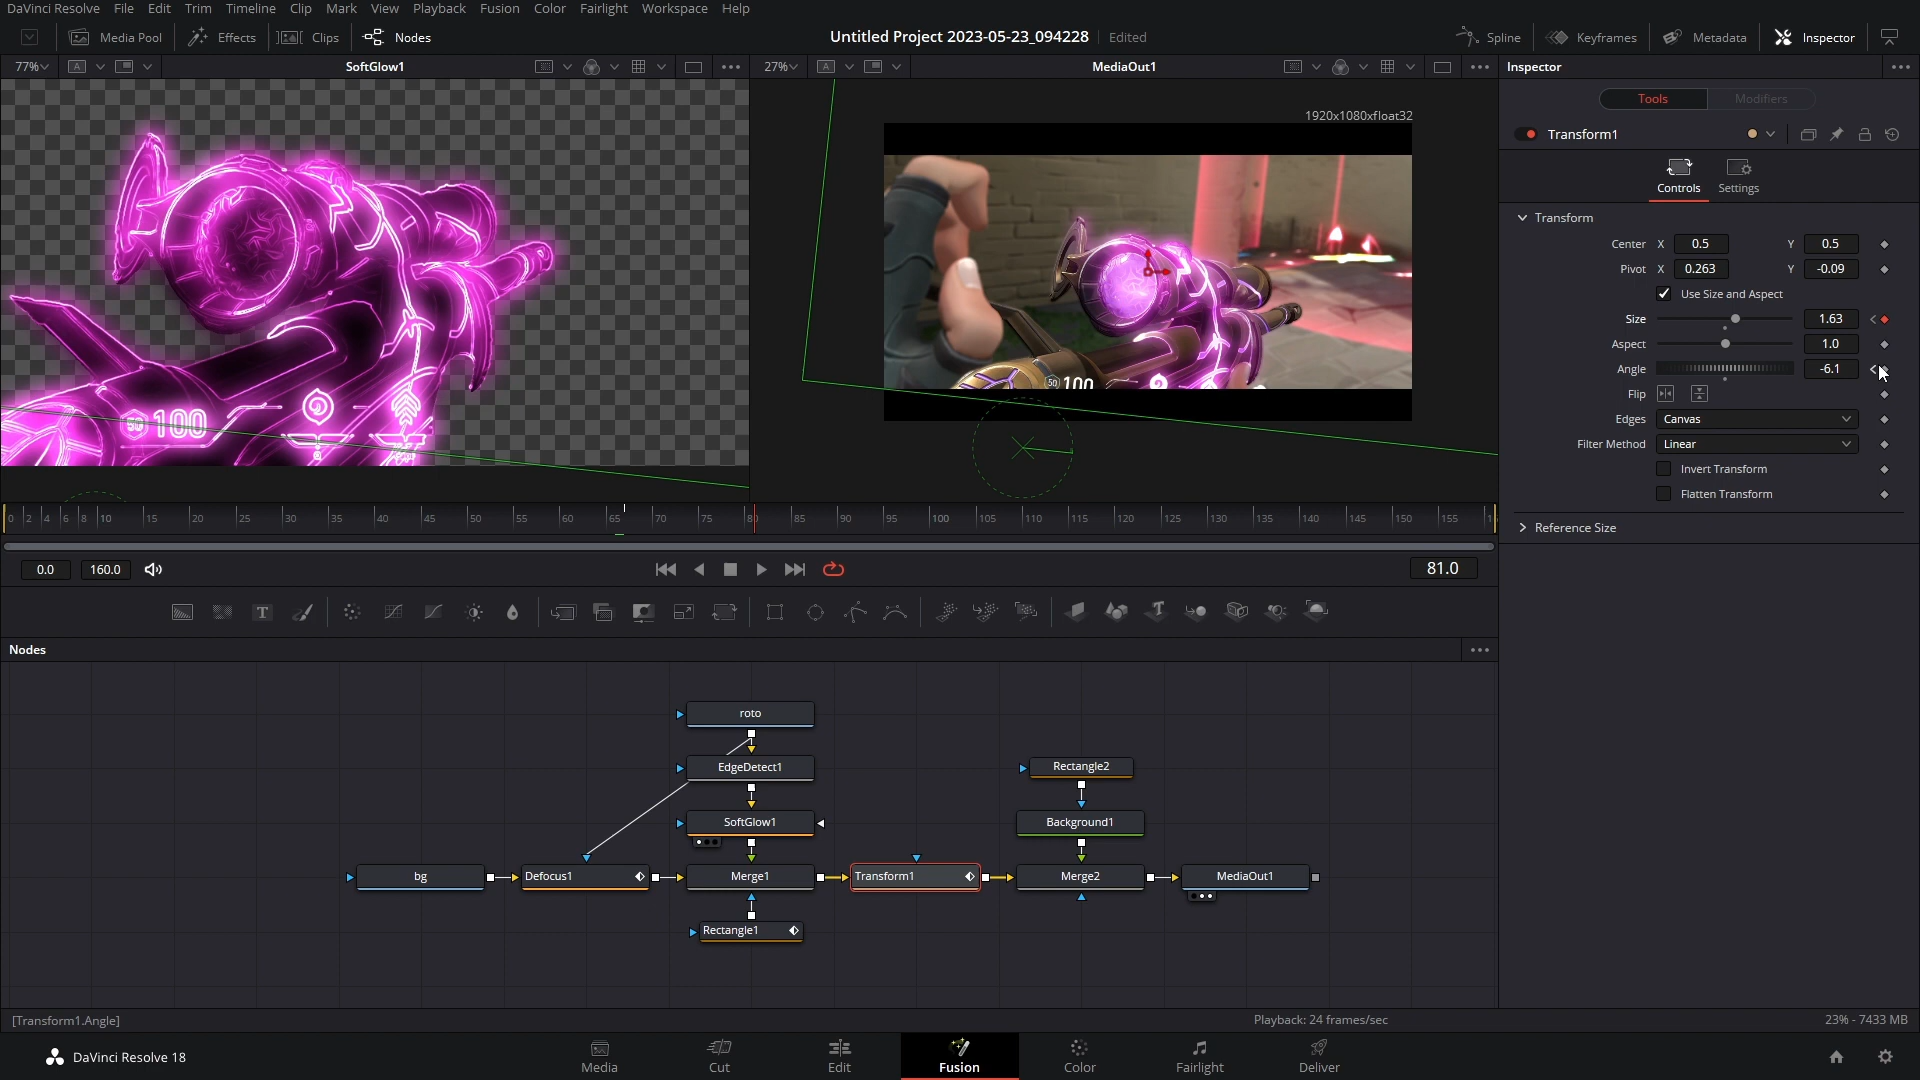 DaVinci Resolve File Edit Trim Timeline Clip Mark View Playback Fusion Color Fairlight Workspace Help
Media Pool Effects Clips Nodes Untitled Project 2023-05-23_094228 Edited Spline Keyframes Metadata Inspector
77% A SoftGlow1 27% A MediaOut1 Inspector
Tools Modifiers
1920x1080xfloat32
Transform1
Controls Settings
Transform
Center X 0.5 Y 0.5
Pivot X 0.263 Y -0.09
Use Size and Aspect
Size 1.63
Aspect 1.0
Angle -6.1
Flip
Edges Canvas
Filter Method Linear
Invert Transform
Flatten Transform
Reference Size
50 100
50 100
0 2 4 6 8 10 15 20 25 30 35 40 45 50 55 60 65 70 75 80 85 90 95 100 105 110 115 120 125 130 135 140 145 150 155
0.0 160.0 81.0
T T
Nodes
roto
EdgeDetect1
SoftGlow1
Rectangle2
Background1
bg Defocus1 Merge1 Transform1 Merge2 MediaOut1
Rectangle1
[Transform1.Angle] Playback: 24 frames/sec 23% - 7433 MB
DaVinci Resolve 18 Media Cut Edit Fusion Color Fairlight Deliver